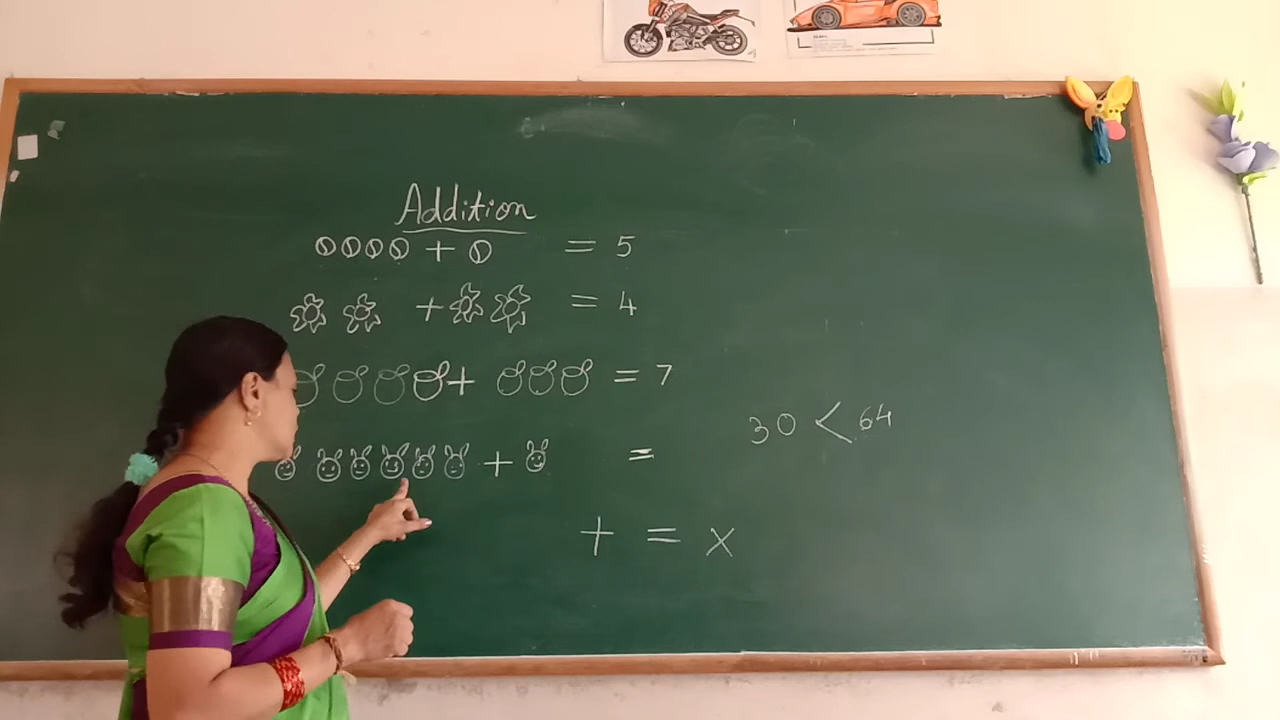 Addition
+ = 5
+ = 4
+ = 7
+ =
30 < 64
+ = x